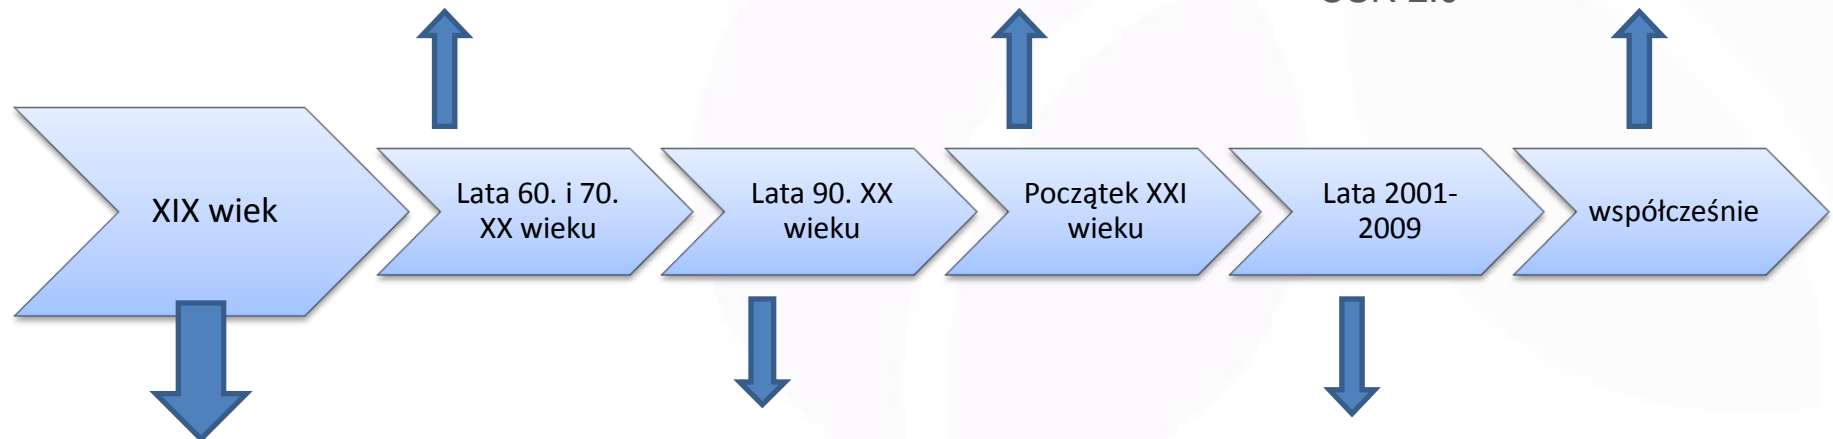 XIX wiek
Lata 60. i 70.
XX wieku
Lata 90. XX
wieku
Początek XXI
wieku
Lata 2001-
2009
współcześnie